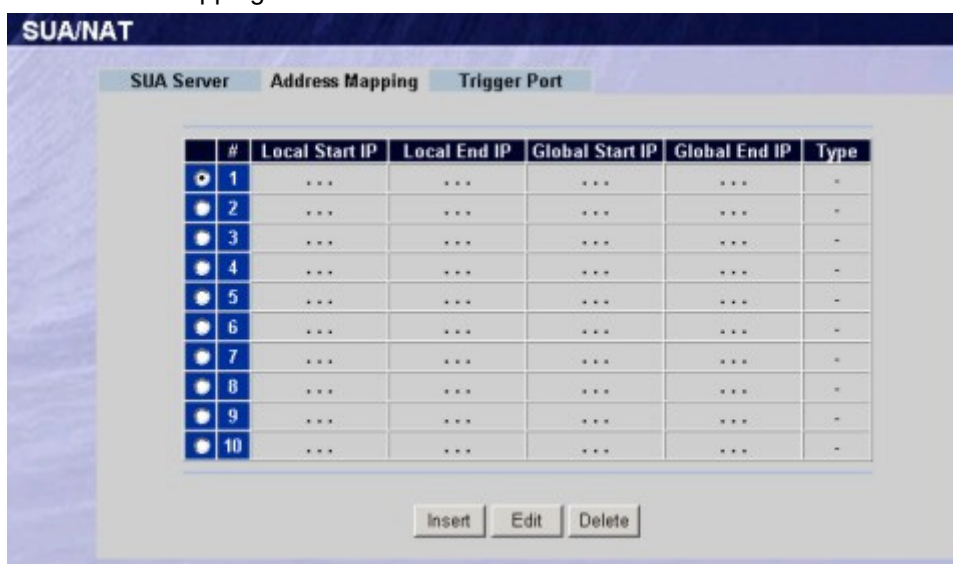 SUA/NAT
SUA Server Address Mapping Trigger Port
# Local Start IP Local End IP Global Start IP Global End IP Type
1 ... ... ... ... -
2 ... ... ... ... -
3 ... ... ... ... -
4 ... ... ... ... -
5 ... ... ... ... -
6 ... ... ... ... -
7 ... ... ... ... -
8 ... ... ... ... -
9 ... ... ... ... -
10 ... ... ... ... -
Insert Edit Delete